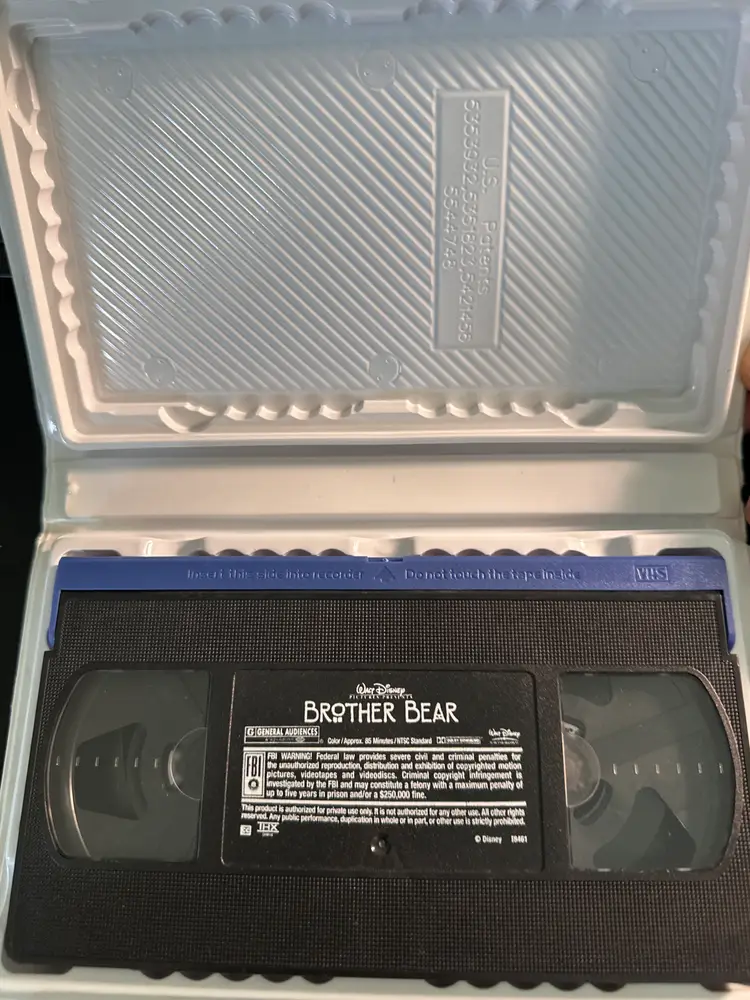 U.S. Patents
5353932,5361823,5421456
5544748
Insert this side into recorder Do not touch the tape inside VHS
WALT DISNEY
PICTURES PRESENTS
BROTHER BEAR
G GENERAL AUDIENCES
Color/Approx. 85 Minutes/NTSC Standard
Walt Disney
FBI WARNING! Federal law provides severe civil and criminal penalties for
the unauthorized reproduction, distribution and exhibition of copyrighted motion
pictures, videotapes and videodiscs. Criminal copyright infringement is
investigated by the FBI and may constitute a felony with a maximum penalty of
up to five years in prison and/or a $250,000 fine.
FBI
This product is authorized for private use only. It is not authorized for any other use. All other rights
reserved. Any public performance, duplication in whole or in part, or other use is strictly prohibited.
THX
© Disney 28461